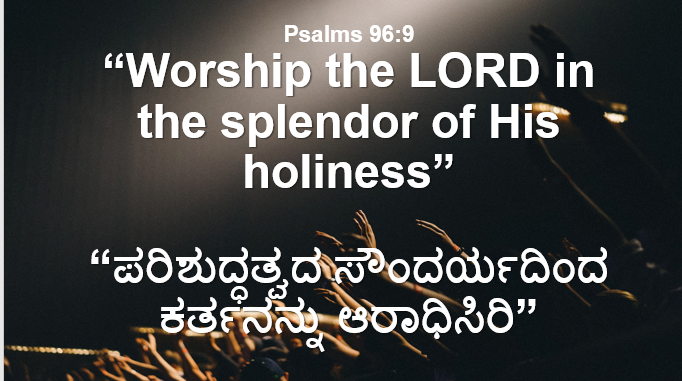 Psalms 96:9
“Worship the LORD in
the splendor of His
holiness”
“ಪರಿಶುದ್ಧತ್ವದ ಸೌಂದರ್ಯದಿಂದ
ಕರ್ತನನ್ನು ಆರಾಧಿಸಿರಿ”